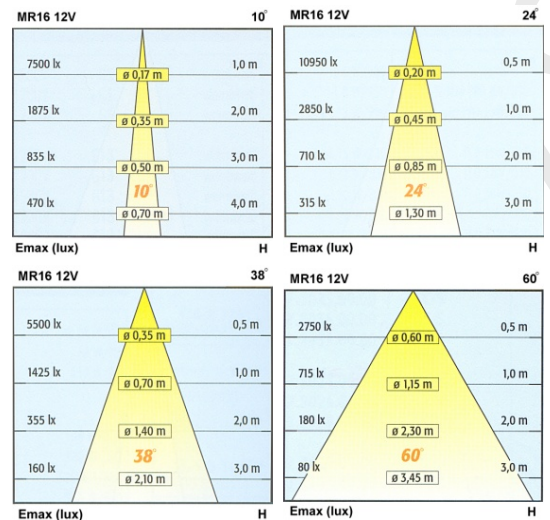 MR16 12V 10°
7500 lx ø 0,17 m 1,0 m
1875 lx ø 0,35 m 2,0 m
835 lx ø 0,50 m 3,0 m
10°
470 lx ø 0,70 m 4,0 m
Emax (lux) H
MR16 12V 24°
10950 lx ø 0,20 m 0,5 m
2850 lx ø 0,45 m 1,0 m
710 lx ø 0,85 m 2,0 m
24°
315 lx ø 1,30 m 3,0 m
Emax (lux) H
MR16 12V 38°
5500 lx ø 0,35 m 0,5 m
1425 lx ø 0,70 m 1,0 m
355 lx ø 1,40 m 2,0 m
38°
160 lx ø 2,10 m 3,0 m
Emax (lux) H
MR16 12V 60°
2750 lx ø 0,60 m 0,5 m
715 lx ø 1,15 m 1,0 m
180 lx ø 2,30 m 2,0 m
60°
80 lx ø 3,45 m 3,0 m
Emax (lux) H